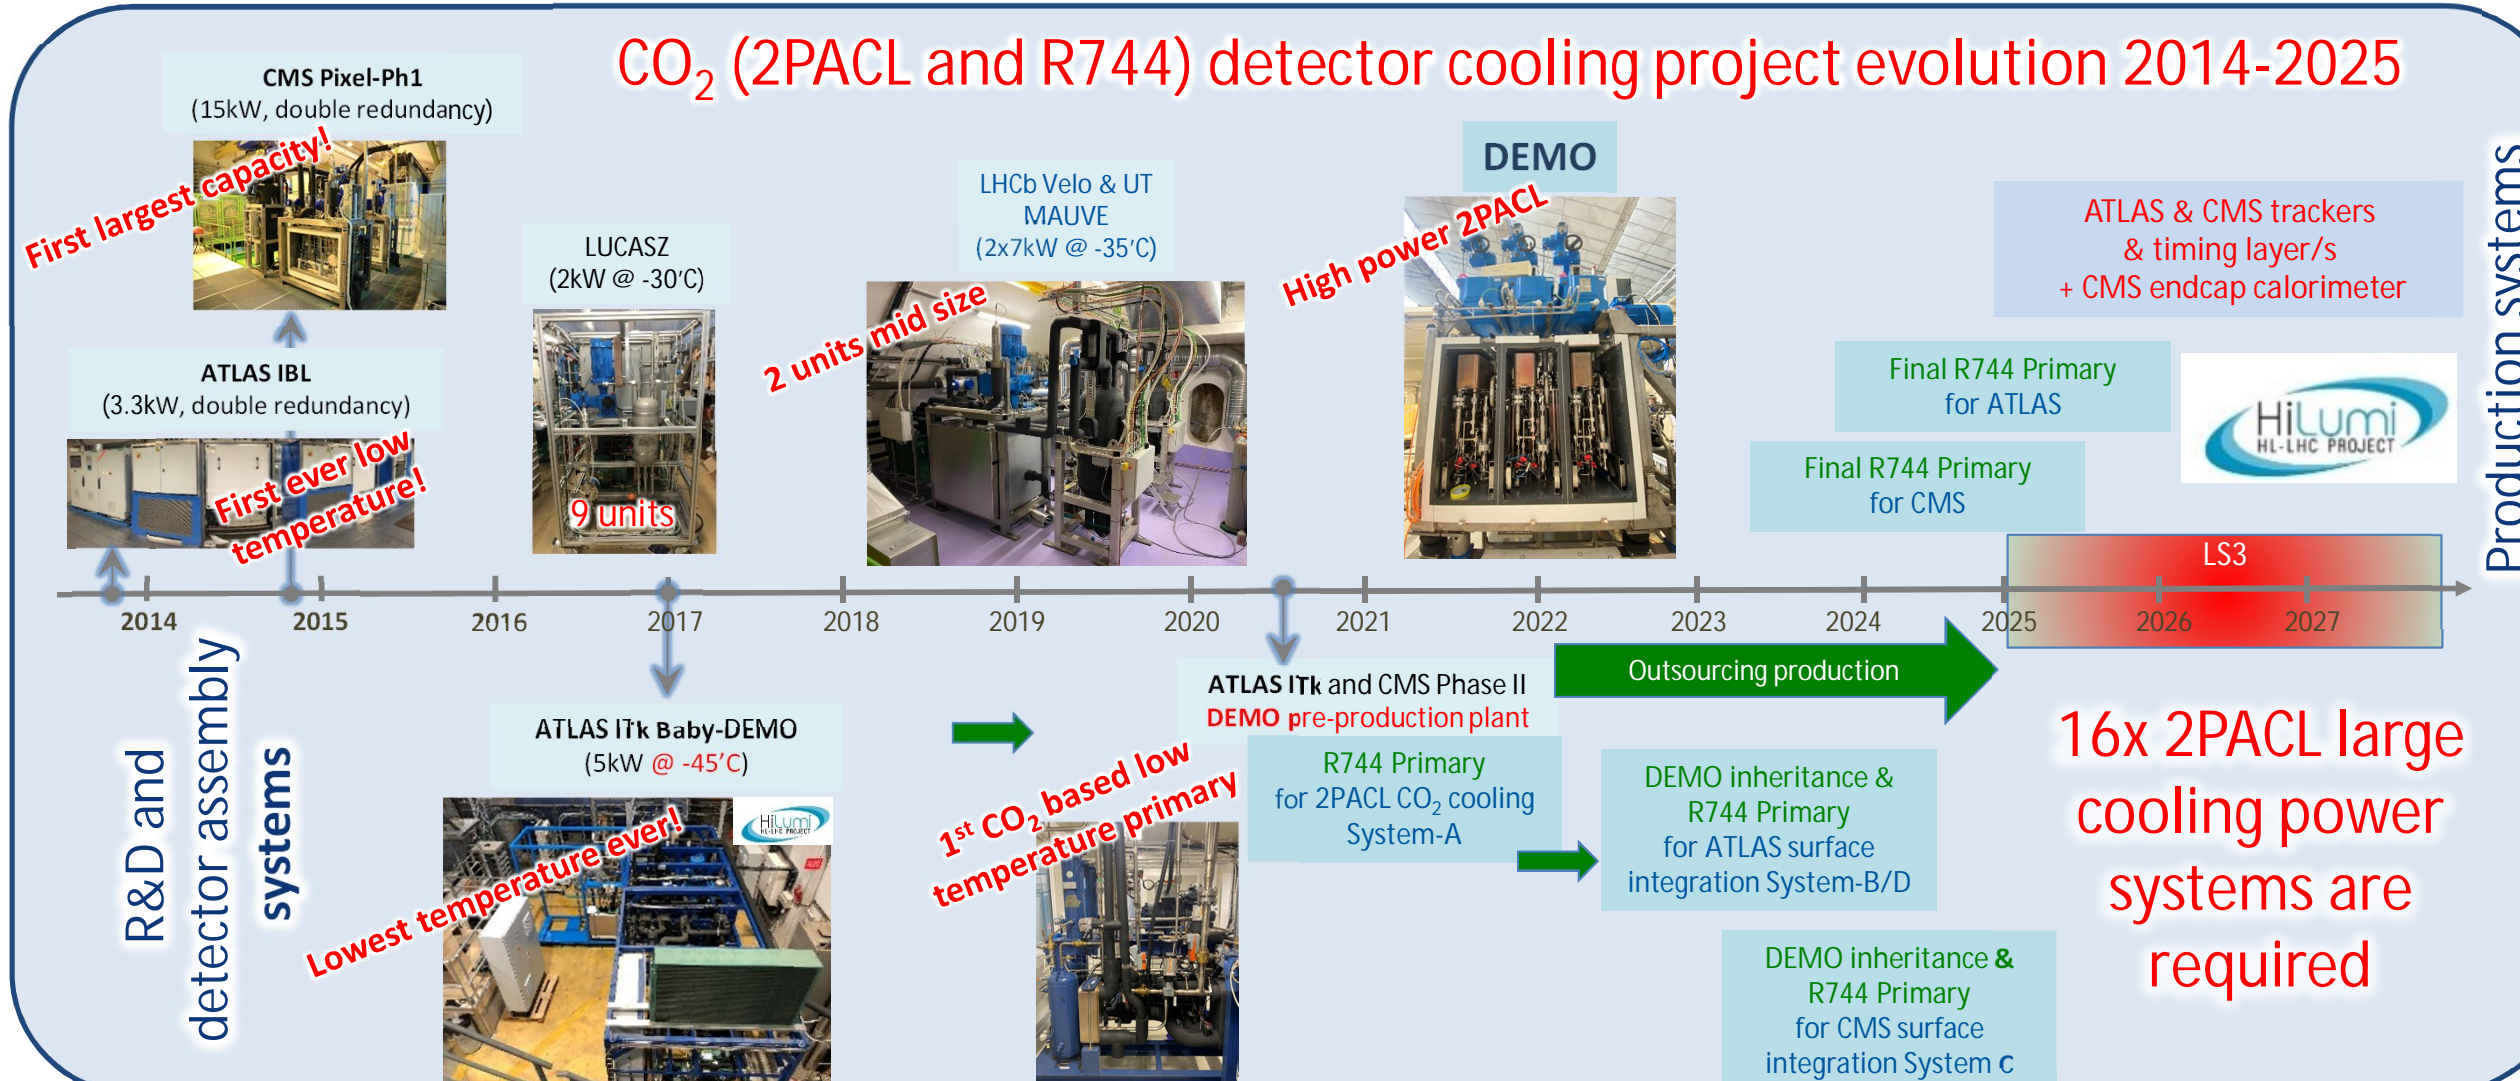 CO₂ (2PACL and R744) detector cooling project evolution 2014-2025
CMS Pixel-Ph1
(15kW, double redundancy)
First largest capacity!
ATLAS IBL
(3.3kW, double redundancy)
First ever low
temperature!
LUCASZ
(2kW @ -30'C)
9 units
LHCb Velo & UT
MAUVE
(2x7kW @ -35'C)
2 units mid size
DEMO
High power 2PACL
ATLAS & CMS trackers
& timing layer/s
+ CMS endcap calorimeter
Final R744 Primary
for ATLAS
HiLumi
HL-LHC PROJECT
Final R744 Primary
for CMS
Production systems
LS3
2014
2015
2016
2017
2018
2019
2020
2021
2022
2023
2024
2025
2026
2027
R&D and
detector assembly
systems
ATLAS ITk Baby-DEMO
(5kW @ -45'C)
Lowest temperature ever!
HiLumi
HL-LHC PROJECT
ATLAS ITk and CMS Phase II
DEMO pre-production plant
R744 Primary
for 2PACL CO₂ cooling
System-A
1st CO₂ based low
temperature primary
Outsourcing production
DEMO inheritance &
R744 Primary
for ATLAS surface
integration System-B/D
DEMO inheritance &
R744 Primary
for CMS surface
integration System C
16x 2PACL large
cooling power
systems are
required